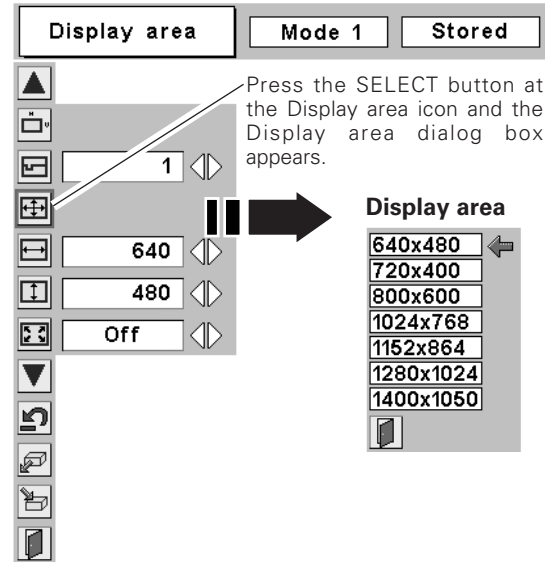 Display area Mode 1 Stored
Press the SELECT button at
the Display area icon and the
Display area dialog box
appears.
H
V
1
640
480
Off
Display area
640x480
720x400
800x600
1024x768
1152x864
1280x1024
1400x1050